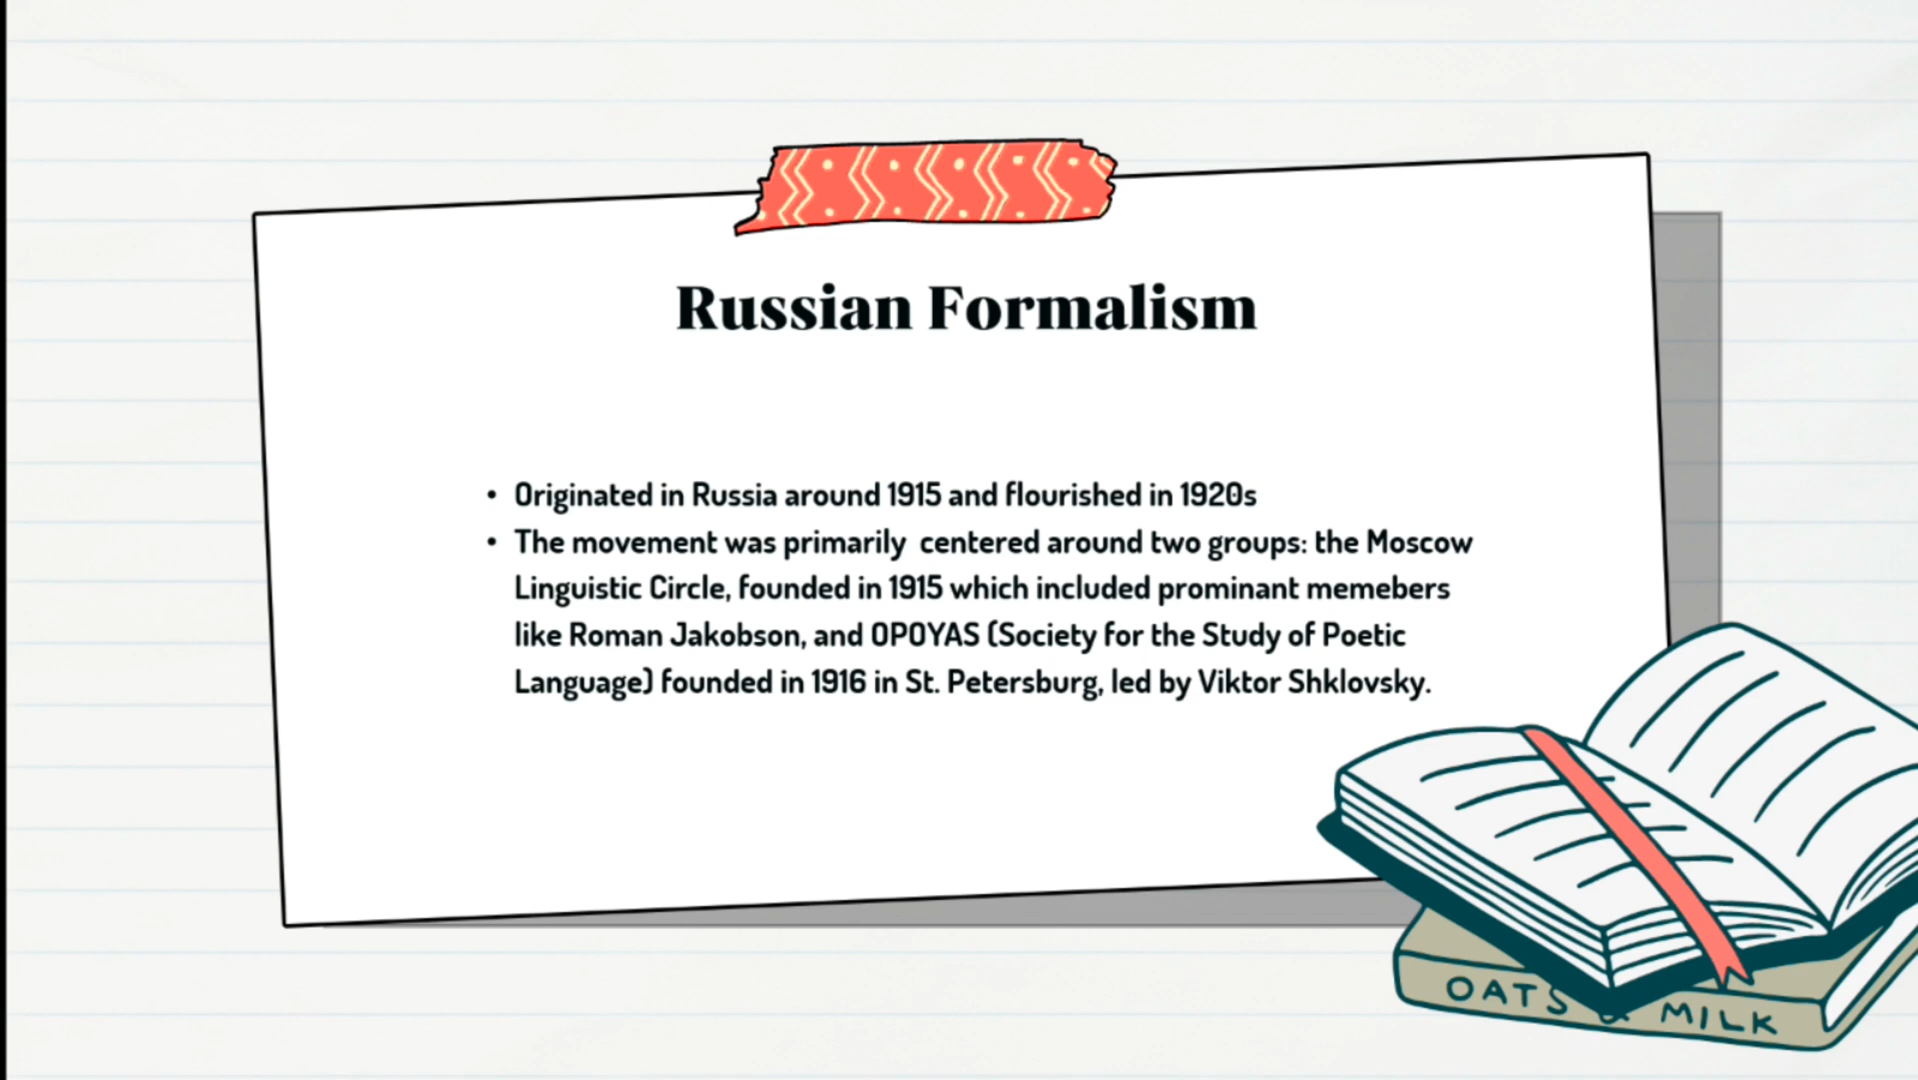 Russian Formalism
• Originated in Russia around 1915 and flourished in 1920s
• The movement was primarily centered around two groups: the Moscow
Linguistic Circle, founded in 1915 which included prominant memebers
like Roman Jakobson, and OPOYAS (Society for the Study of Poetic
Language) founded in 1916 in St. Petersburg, led by Viktor Shklovsky.
OATS & MILK